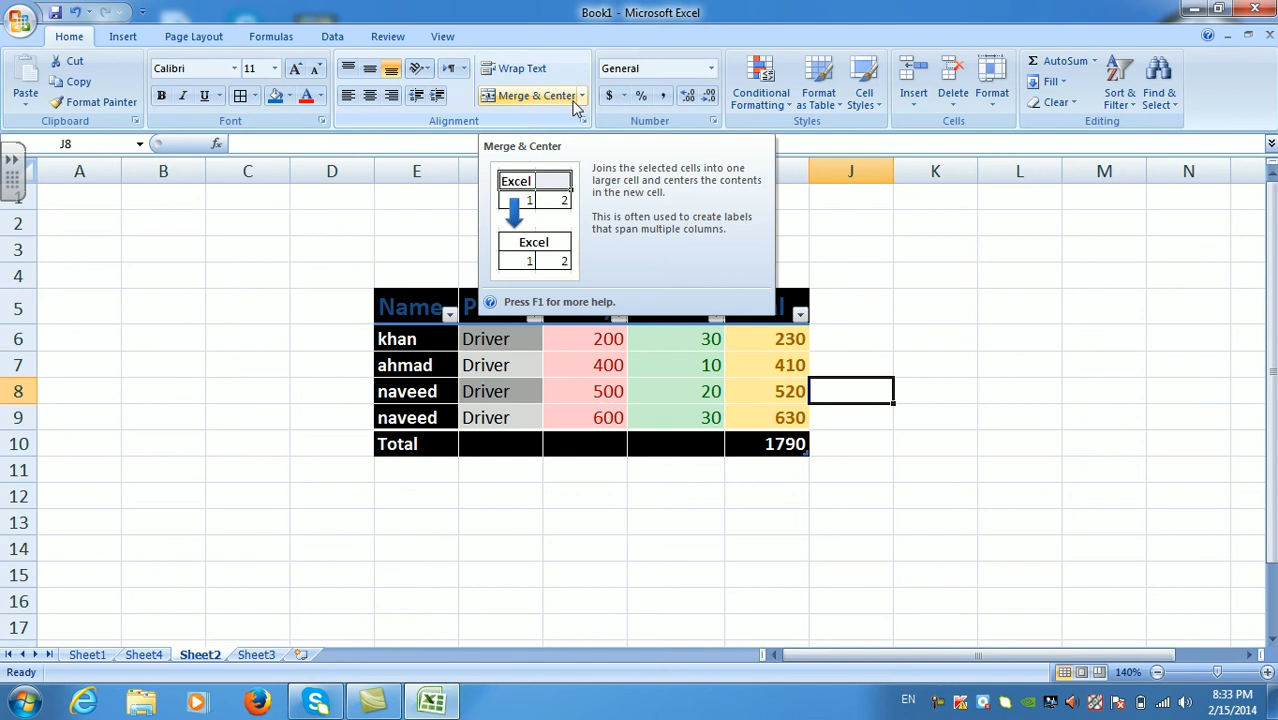 Book1 - Microsoft Excel
Home Insert Page Layout Formulas Data Review View
Paste
Cut
Copy
Format Painter
Clipboard
Calibri 11
B I U
A A
Font
Wrap Text
Merge & Center
Alignment
General
$ % ,
Number
Conditional Formatting
Format as Table
Cell Styles
Styles
Insert
Delete
Format
Cells
AutoSum
Fill
Clear
Sort & Filter
Find & Select
Editing
J8 fx
Merge & Center
Excel
1 2
Excel
1 2
Joins the selected cells into one
larger cell and centers the contents
in the new cell.
This is often used to create labels
that span multiple columns.
Press F1 for more help.
A B C D E J K L M N
1
2
3
4
5 Name
6 khan Driver 200 30 230
7 ahmad Driver 400 10 410
8 naveed Driver 500 20 520
9 naveed Driver 600 30 630
10 Total 1790
11
12
13
14
15
16
17
Sheet1 Sheet4 Sheet2 Sheet3
Ready 140%
EN 8:33 PM
2/15/2014